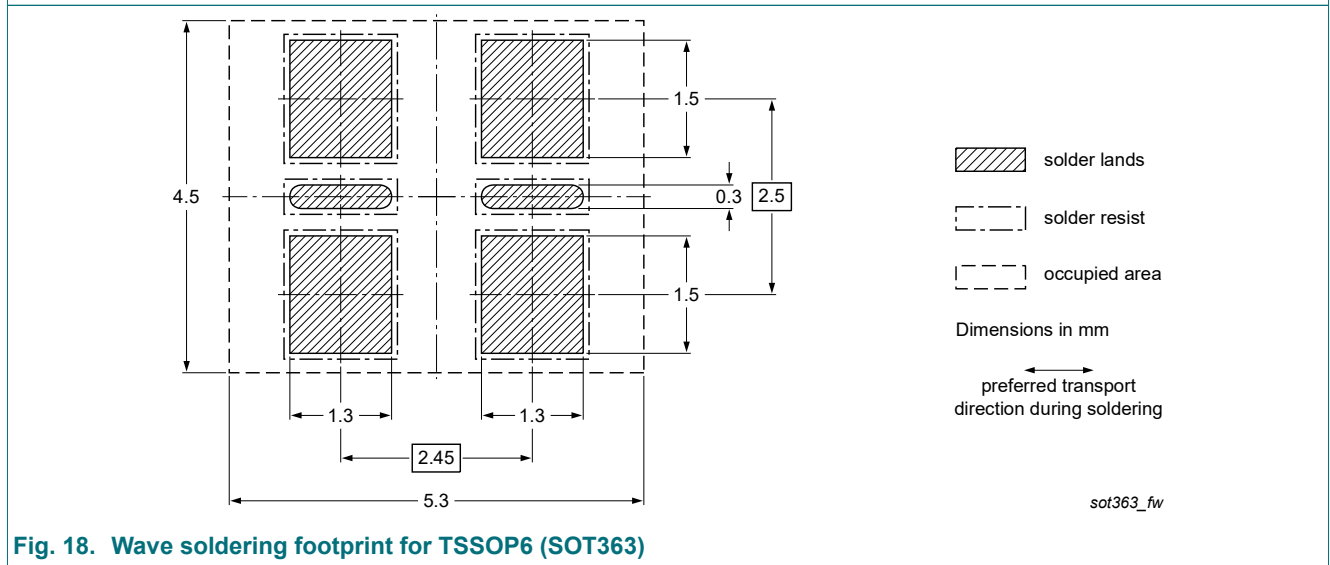 1.5
4.5
0.3 2.5
1.5
1.3 1.3
2.45
5.3
solder lands
solder resist
occupied area
Dimensions in mm
preferred transport
direction during soldering
sot363_fw
Fig. 18. Wave soldering footprint for TSSOP6 (SOT363)